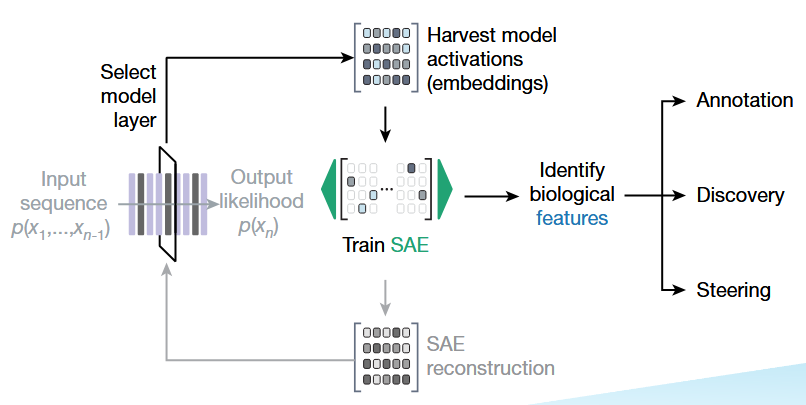 Harvest model
activations
(embeddings)
Select
model
layer
Input
sequence
p(x₁,...,xₙ₋₁)
Output
likelihood
p(xₙ)
...
Train SAE
Identify
biological
features
Annotation
Discovery
Steering
SAE
reconstruction